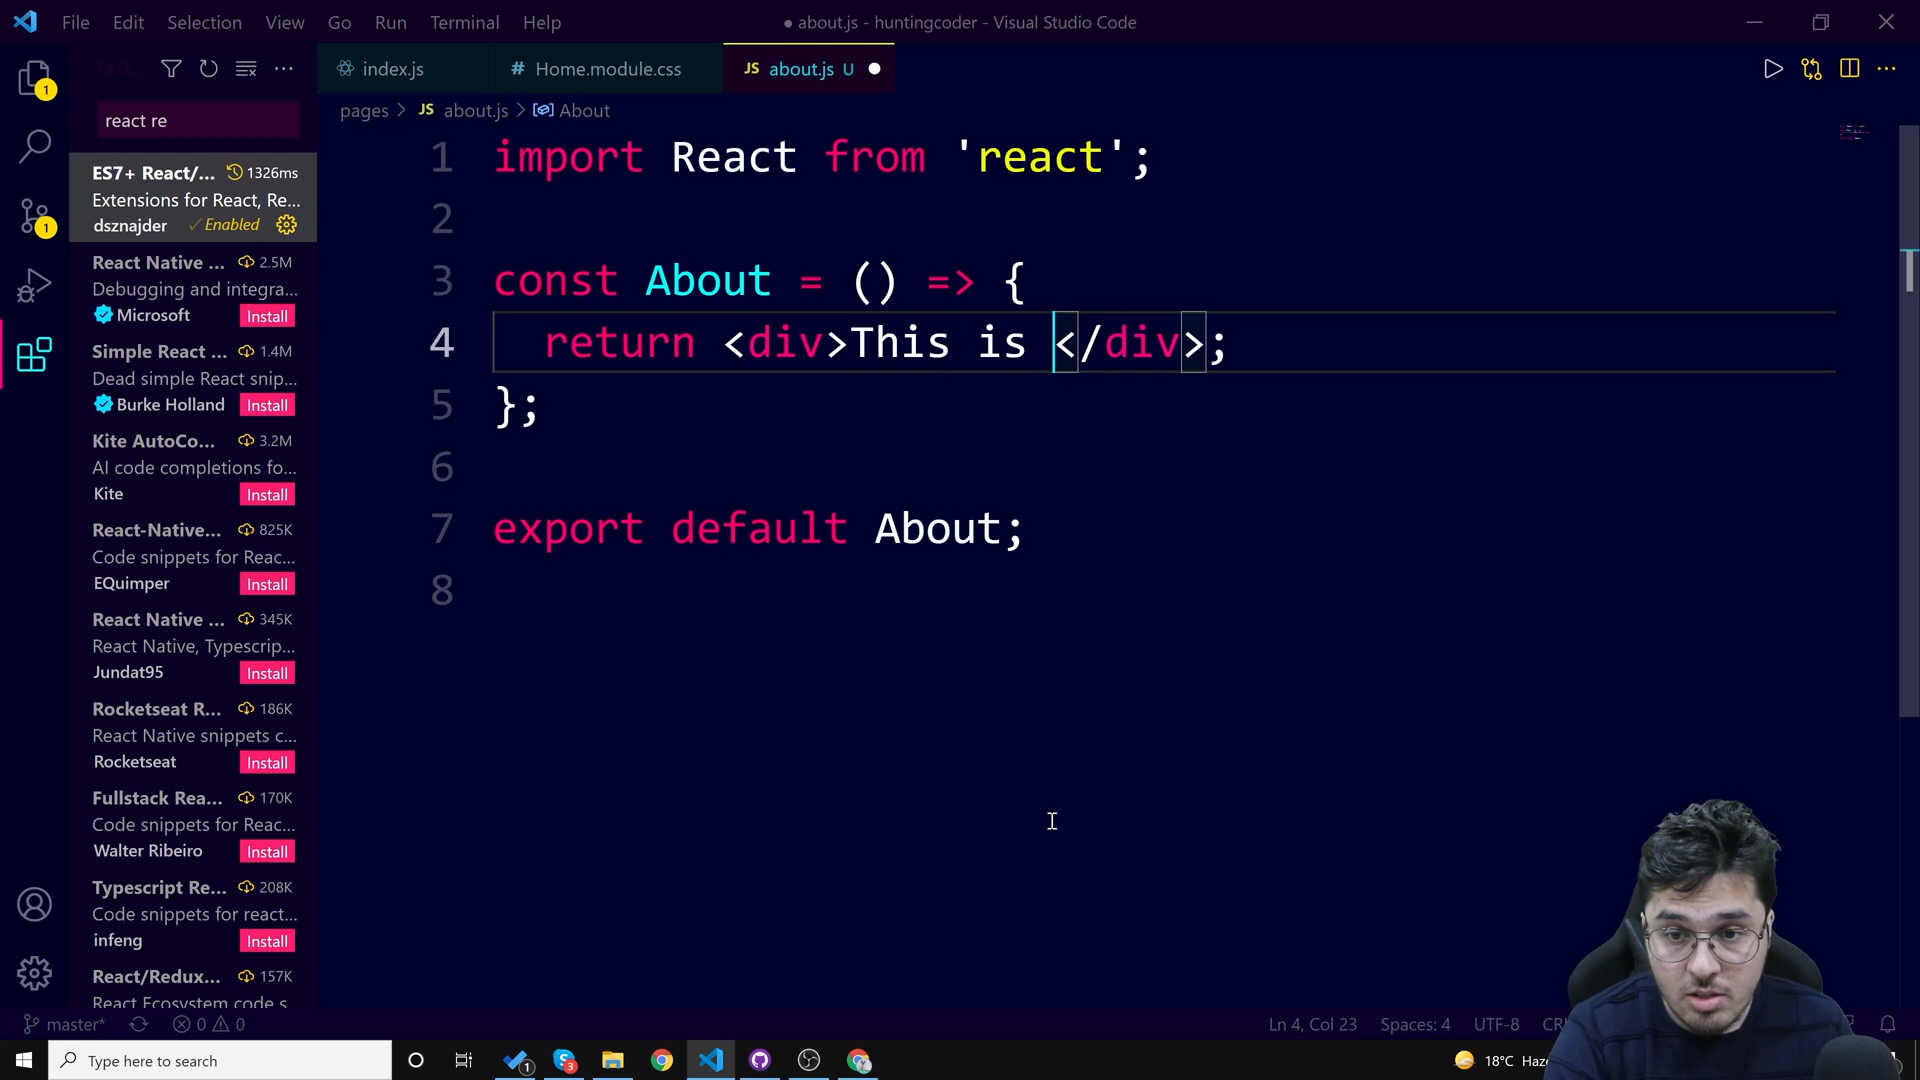 File Edit Selection View Go Run Terminal Help
● about.js - huntingcoder - Visual Studio Code
index.js
# Home.module.css
JS about.js U
pages > JS about.js > About
react re
ES7+ React/... 1326ms
Extensions for React, Re...
dsznajder ✓ Enabled
React Native ... 2.5M
Debugging and integra...
Microsoft Install
Simple React ... 1.4M
Dead simple React snip...
Burke Holland Install
Kite AutoCo... 3.2M
AI code completions fo...
Kite Install
React-Native... 825K
Code snippets for Reac...
EQuimper Install
React Native ... 345K
React Native, Typescrip...
Jundat95 Install
Rocketseat R... 186K
React Native snippets c...
Rocketseat Install
Fullstack Rea... 170K
Code snippets for Reac...
Walter Ribeiro Install
Typescript Re... 208K
Code snippets for react...
infeng Install
React/Redux... 157K
React Ecosystem code s
1 import React from 'react';
2
3 const About = () => {
4 return <div>This is </div>;
5 };
6
7 export default About;
8
1
1
master* 0 0
Ln 4, Col 23 Spaces: 4 UTF-8
Type here to search
1
3
18°C